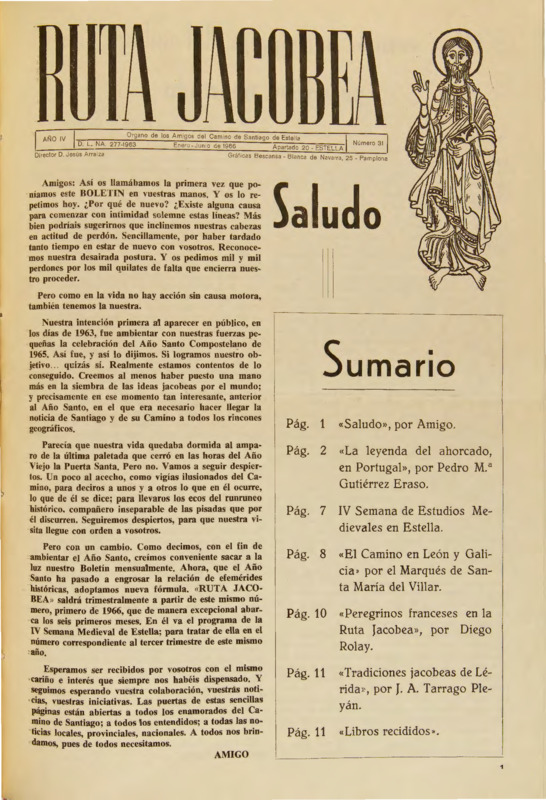 RUTA JACOBEA
AÑO IV
Organo de los Amigos del Camino de Santiago de Estella
D. L. NA. 277-1963
Enero-Junio de 1966
Apartado 20 - ESTELLA
Número 31
Director D. Jesús Arraiza
Gráficas Bescansa - Blanca de Navarra, 25 - Pamplona
Amigos: Así os llamábamos la primera vez que po-
níamos este BOLETIN en vuestras manos. Y os lo re-
petimos hoy. ¿Por qué de nuevo? ¿Existe alguna causa
para comenzar con intimidad solemne estas líneas? Más
bien podríais sugerirnos que inclinemos nuestras cabezas
en actitud de perdón. Sencillamente, por haber tardado
tanto tiempo en estar de nuevo con vosotros. Reconoce-
mos nuestra desairada postura. Y os pedimos mil y mil
perdones por los mil quilates de falta que encierra nues-
tro proceder.
Pero como en la vida no hay acción sin causa motora,
también tenemos la nuestra.
Nuestra intención primera al aparecer en público, en
los días de 1963, fue ambientar con nuestras fuerzas pe-
queñas la celebración del Año Santo Compostelano de
1965. Así fue, y así lo dijimos. Si logramos nuestro ob-
jetivo... quizás sí. Realmente estamos contentos de lo
conseguido. Creemos al menos haber puesto una mano
más en la siembra de las ideas jacobeas por el mundo;
y precisamente en ese momento tan interesante, anterior
al Año Santo, en el que era necesario hacer llegar la
noticia de Santiago y de su Camino a todos los rincones
geográficos.
Parecía que nuestra vida quedaba dormida al ampa-
ro de la última paletada que cerró en las horas del Año
Viejo la Puerta Santa. Pero no. Vamos a seguir despier-
tos. Un poco al acecho, como vigías ilusionados del Ca-
mino, para deciros a unos y a otros lo que en él ocurre,
lo que de él se dice; para llevaros los ecos del runruneo
histórico, compañero inseparable de las pisadas que por
él discurren. Seguiremos despiertos, para que nuestra vi-
sita llegue con orden a vosotros.
Pero con un cambio. Como decimos, con el fin de
ambientar el Año Santo, creímos conveniente sacar a la
luz nuestro Boletín mensualmente. Ahora, que el Año
Santo ha pasado a engrosar la relación de efemérides
históricas, adoptamos nueva fórmula. «RUTA JACO-
BEA» saldrá trimestralmente a partir de este mismo nú-
mero, primero de 1966, que de manera excepcional abar-
ca los seis primeros meses. En él va el programa de la
IV Semana Medieval de Estella; para tratar de ella en el
número correspondiente al tercer trimestre de este mismo
año.
Esperamos ser recibidos por vosotros con el mismo
cariño e interés que siempre nos habéis dispensado. Y
seguimos esperando vuestra colaboración, vuestras noti-
cias, vuestras iniciativas. Las puertas de estas sencillas
páginas están abiertas a todos los enamorados del Ca-
mino de Santiago; a todos los entendidos; a todas las no-
ticias locales, provinciales, nacionales. A todos nos brin-
damos, pues de todos necesitamos.
AMIGO
Saludo
Sumario
Pág. 1 «Saludo», por Amigo.
Pág. 2 «La leyenda del ahorcado,
en Portugal», por Pedro M.ª
Gutiérrez Eraso.
Pág. 7 IV Semana de Estudios Me-
dievales en Estella.
Pág. 8 «El Camino en León y Gali-
cia» por el Marqués de San-
ta María del Villar.
Pág. 10 «Peregrinos franceses en la
Ruta Jacobea», por Diego
Rolay.
Pág. 11 «Tradiciones jacobeas de Lé-
rida», por J. A. Tarrago Ple-
yán.
Pág. 11 «Libros recididos».
1